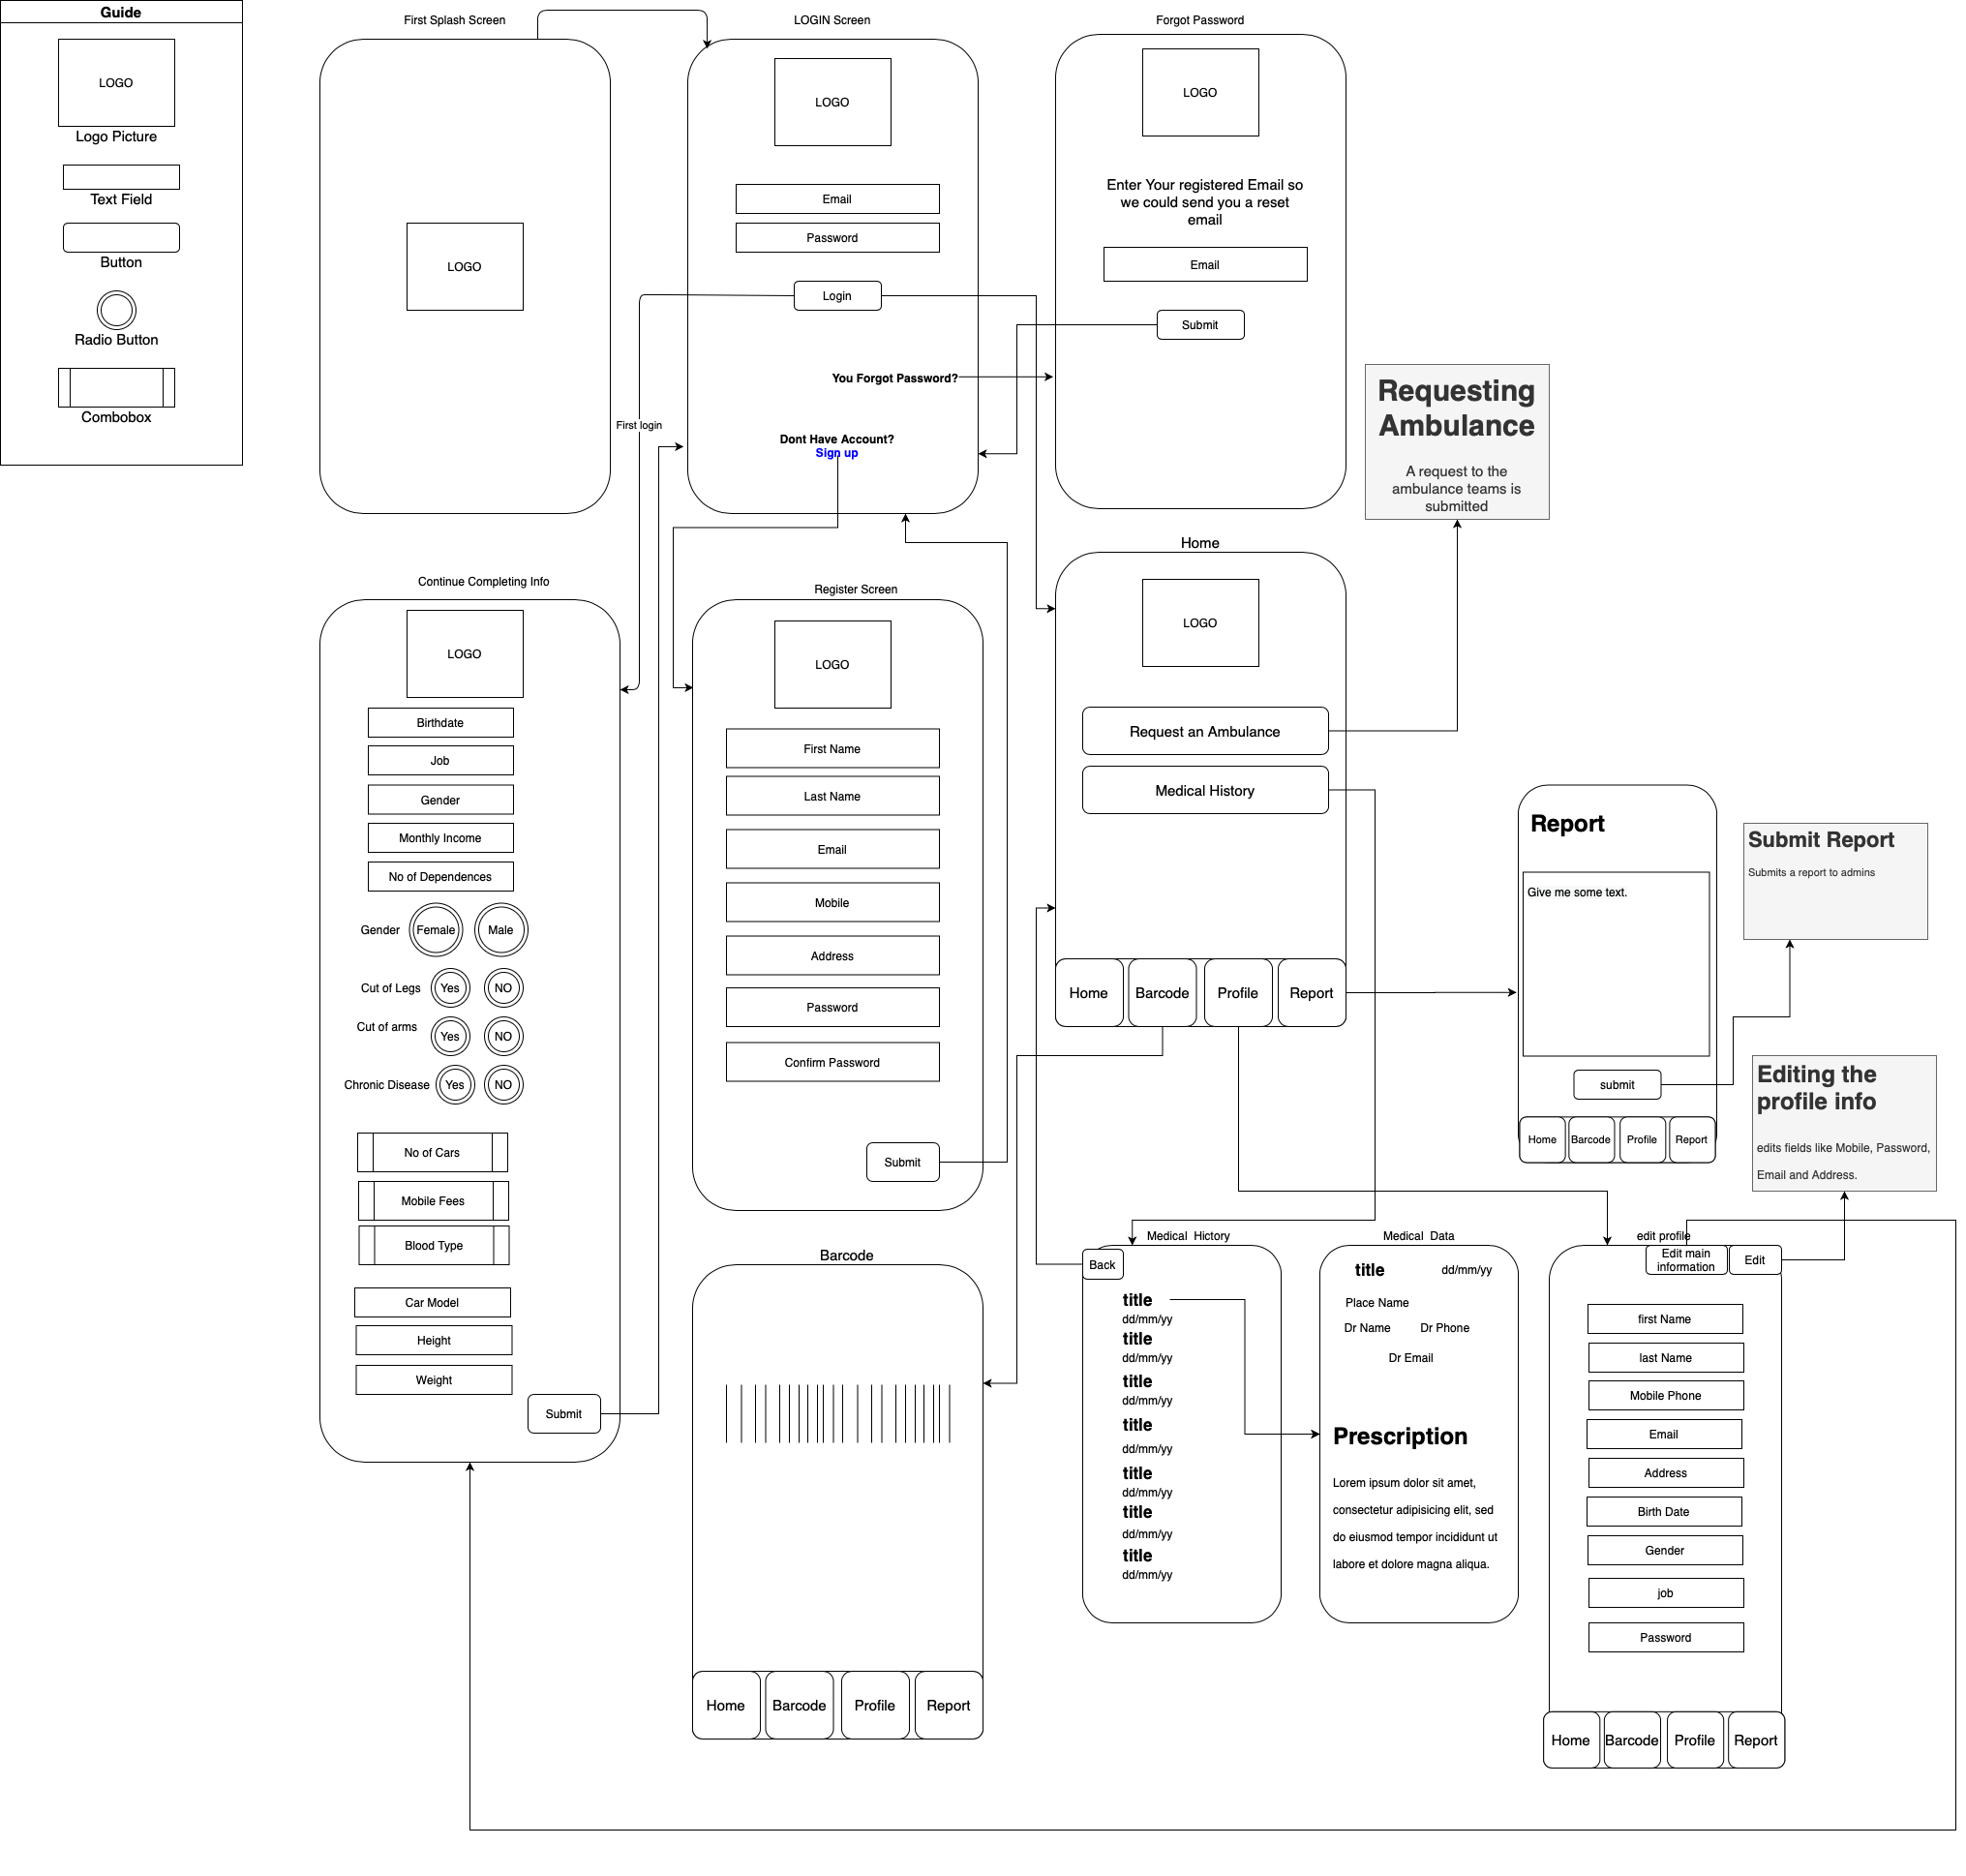 Guide
LOGO
Logo Picture
Text Field
Button
Radio Button
Combobox
First Splash Screen
LOGO
LOGIN Screen
LOGO
Email
Password
Login
You Forgot Password?
Dont Have Account?
Sign up
First login
Forgot Password
LOGO
Enter Your registered Email so
we could send you a reset
email
Email
Submit
Requesting
Ambulance
A request to the
ambulance teams is
submitted
Continue Completing Info
LOGO
Birthdate
Job
Gender
Monthly Income
No of Dependences
Gender Female Male
Cut of Legs Yes NO
Cut of arms Yes NO
Chronic Disease Yes NO
No of Cars
Mobile Fees
Blood Type
Car Model
Height
Weight
Submit
Register Screen
LOGO
First Name
Last Name
Email
Mobile
Address
Password
Confirm Password
Submit
Home
LOGO
Request an Ambulance
Medical History
Home Barcode Profile Report
Report
Give me some text.
submit
Home Barcode Profile Report
Submit Report
Submits a report to admins
Editing the
profile info
edits fields like Mobile, Password,
Email and Address.
Barcode
Home Barcode Profile Report
Medical Hictory
Back
title
dd/mm/yy
title
dd/mm/yy
title
dd/mm/yy
title
dd/mm/yy
title
dd/mm/yy
title
dd/mm/yy
title
dd/mm/yy
Medical Data
title dd/mm/yy
Place Name
Dr Name Dr Phone
Dr Email
Prescription
Lorem ipsum dolor sit amet,
consectetur adipisicing elit, sed
do eiusmod tempor incididunt ut
labore et dolore magna aliqua.
edit profile
Edit main
information
Edit
first Name
last Name
Mobile Phone
Email
Address
Birth Date
Gender
job
Password
Home Barcode Profile Report